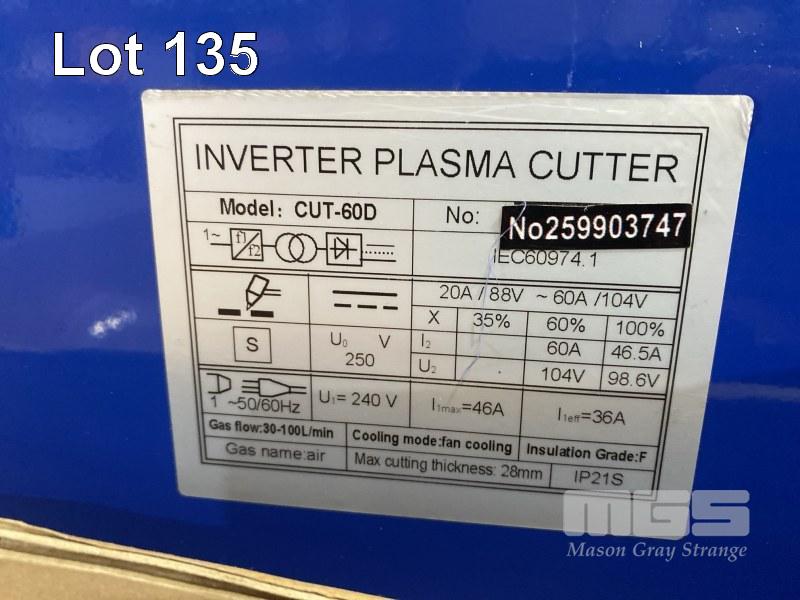 Lot 135
INVERTER PLASMA CUTTER
Model: CUT-60D
No: No259903747
1~ f1 f2
IEC60974.1
20A / 88V ~ 60A /104V
X 35% 60% 100%
S
U₀ V
250
I₂ 60A 46.5A
U₂ 104V 98.6V
1 ~50/60Hz
U₁= 240 V
I₁max=46A
I₁eff=36A
Gas flow:30-100L/min
Cooling mode:fan cooling
Insulation Grade:F
Gas name:air
Max cutting thickness: 28mm
IP21S
MGS
Mason Gray Strange